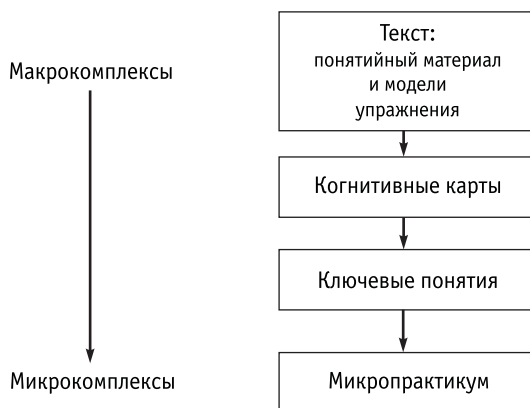 Текст:
понятийный материал
и модели
упражнения
Макрокомплексы
Когнитивные карты
Ключевые понятия
Микрокомплексы
Микропрактикум